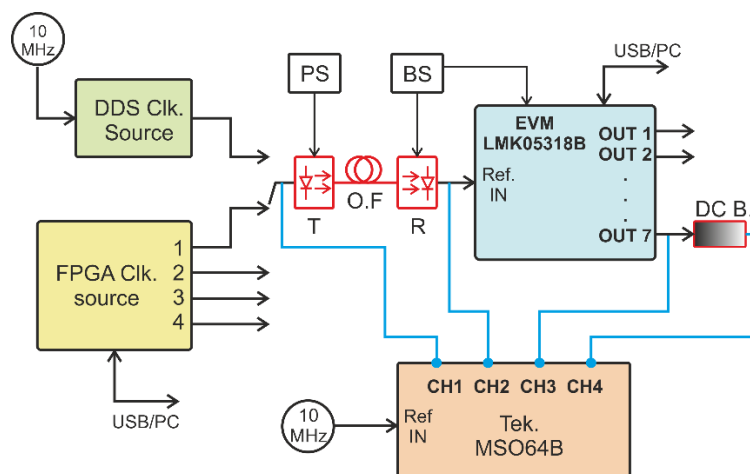 10
MHz
DDS Clk.
Source
PS
BS
USB/PC
EVM
LMK05318B
OUT 1
OUT 2
.
.
.
OUT 7
Ref.
IN
O.F
T
R
DC B.
FPGA Clk.
source
1
2
3
4
USB/PC
10
MHz
Ref
IN
CH1 CH2 CH3 CH4
Tek.
MSO64B